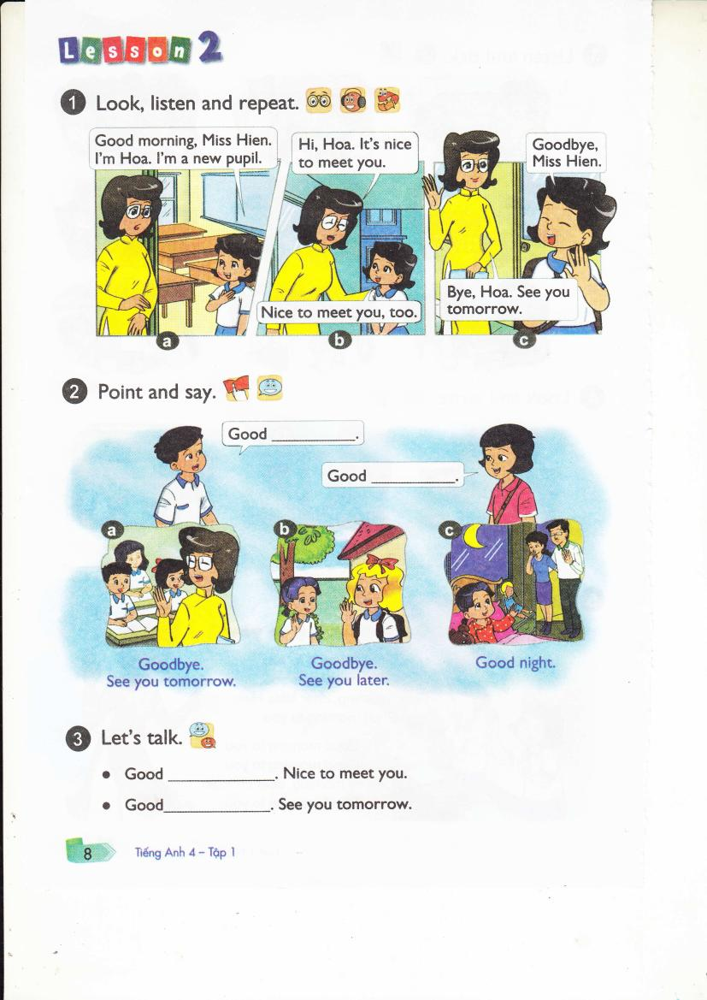 Lesson 2
1 Look, listen and repeat.
Good morning, Miss Hien.
I'm Hoa. I'm a new pupil.
Hi, Hoa. It's nice
to meet you.
Nice to meet you, too.
Goodbye,
Miss Hien.
Bye, Hoa. See you
tomorrow.
a
b
c
2 Point and say.
Good ___________.
Good ___________.
a
b
c
Goodbye.
See you tomorrow.
Goodbye.
See you later.
Good night.
3 Let's talk.
• Good ______________. Nice to meet you.
• Good______________. See you tomorrow.
8 Tiếng Anh 4 – Tập 1